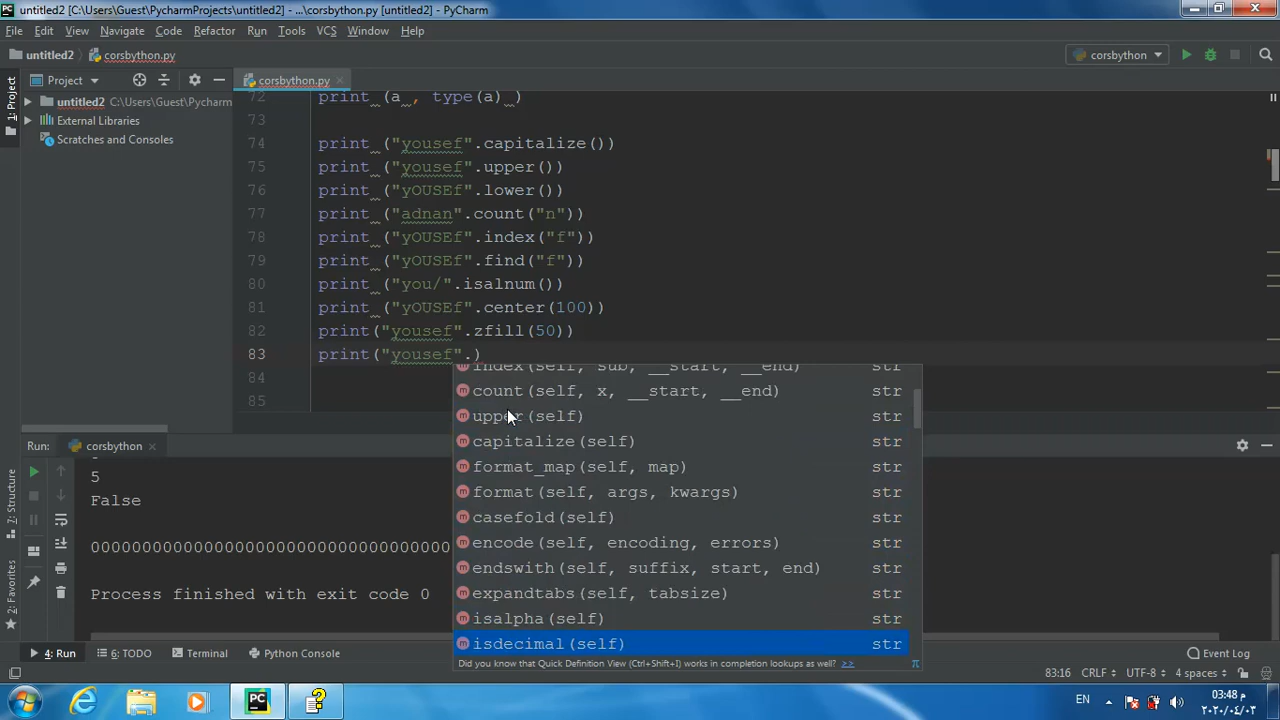 untitled2 [C:\Users\Guest\PycharmProjects\untitled2] - ...\corsbython.py [untitled2] - PyCharm
File Edit View Navigate Code Refactor Run Tools VCS Window Help
untitled2 corsbython.py corsbython
1: Project Project corsbython.py
untitled2 C:\Users\Guest\Pycharm
External Libraries
Scratches and Consoles
72 print (a , type(a) )
73
74 print ("yousef".capitalize())
75 print ("yousef".upper())
76 print ("yOUSEf".lower())
77 print ("adnan".count("n"))
78 print ("yOUSEf".index("f"))
79 print ("yOUSEf".find("f"))
80 print ("you/".isalnum())
81 print ("yOUSEf".center(100))
82 print("yousef".zfill(50))
83 print("yousef".)
84
85
index(self, sub, __start, __end) str
count(self, x, __start, __end) str
upper(self) str
capitalize(self) str
format_map(self, map) str
format(self, args, kwargs) str
casefold(self) str
encode(self, encoding, errors) str
endswith(self, suffix, start, end) str
expandtabs(self, tabsize) str
isalpha(self) str
isdecimal(self) str
Did you know that Quick Definition View (Ctrl+Shift+I) works in completion lookups as well? >> π
Run: corsbython
5
False
00000000000000000000000000000000000
Process finished with exit code 0
7: Structure
2: Favorites
4: Run 6: TODO Terminal Python Console Event Log
83:16 CRLF UTF-8 4 spaces
EN 03:48 م
٢٠٢٠/٠٤/٠٣